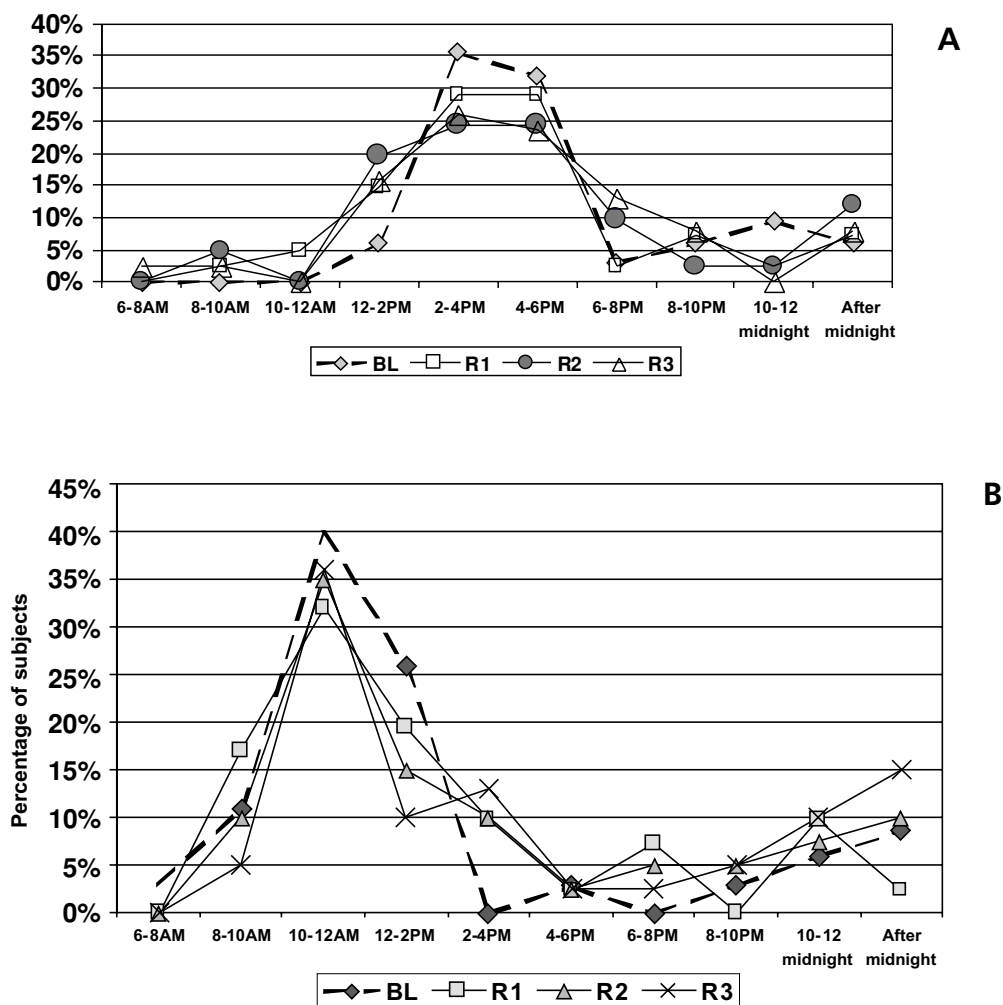 40%
A
35%
30%
25%
20%
15%
10%
5%
0%
6-8AM 8-10AM 10-12AM 12-2PM 2-4PM 4-6PM 6-8PM 8-10PM 10-12 After
midnight midnight
BL R1 R2 R3
45%
B
40%
35%
30%
25%
20%
15%
10%
5%
0%
Percentage of subjects
6-8AM 8-10AM 10-12AM 12-2PM 2-4PM 4-6PM 6-8PM 8-10PM 10-12 After
midnight midnight
BL R1 R2 R3